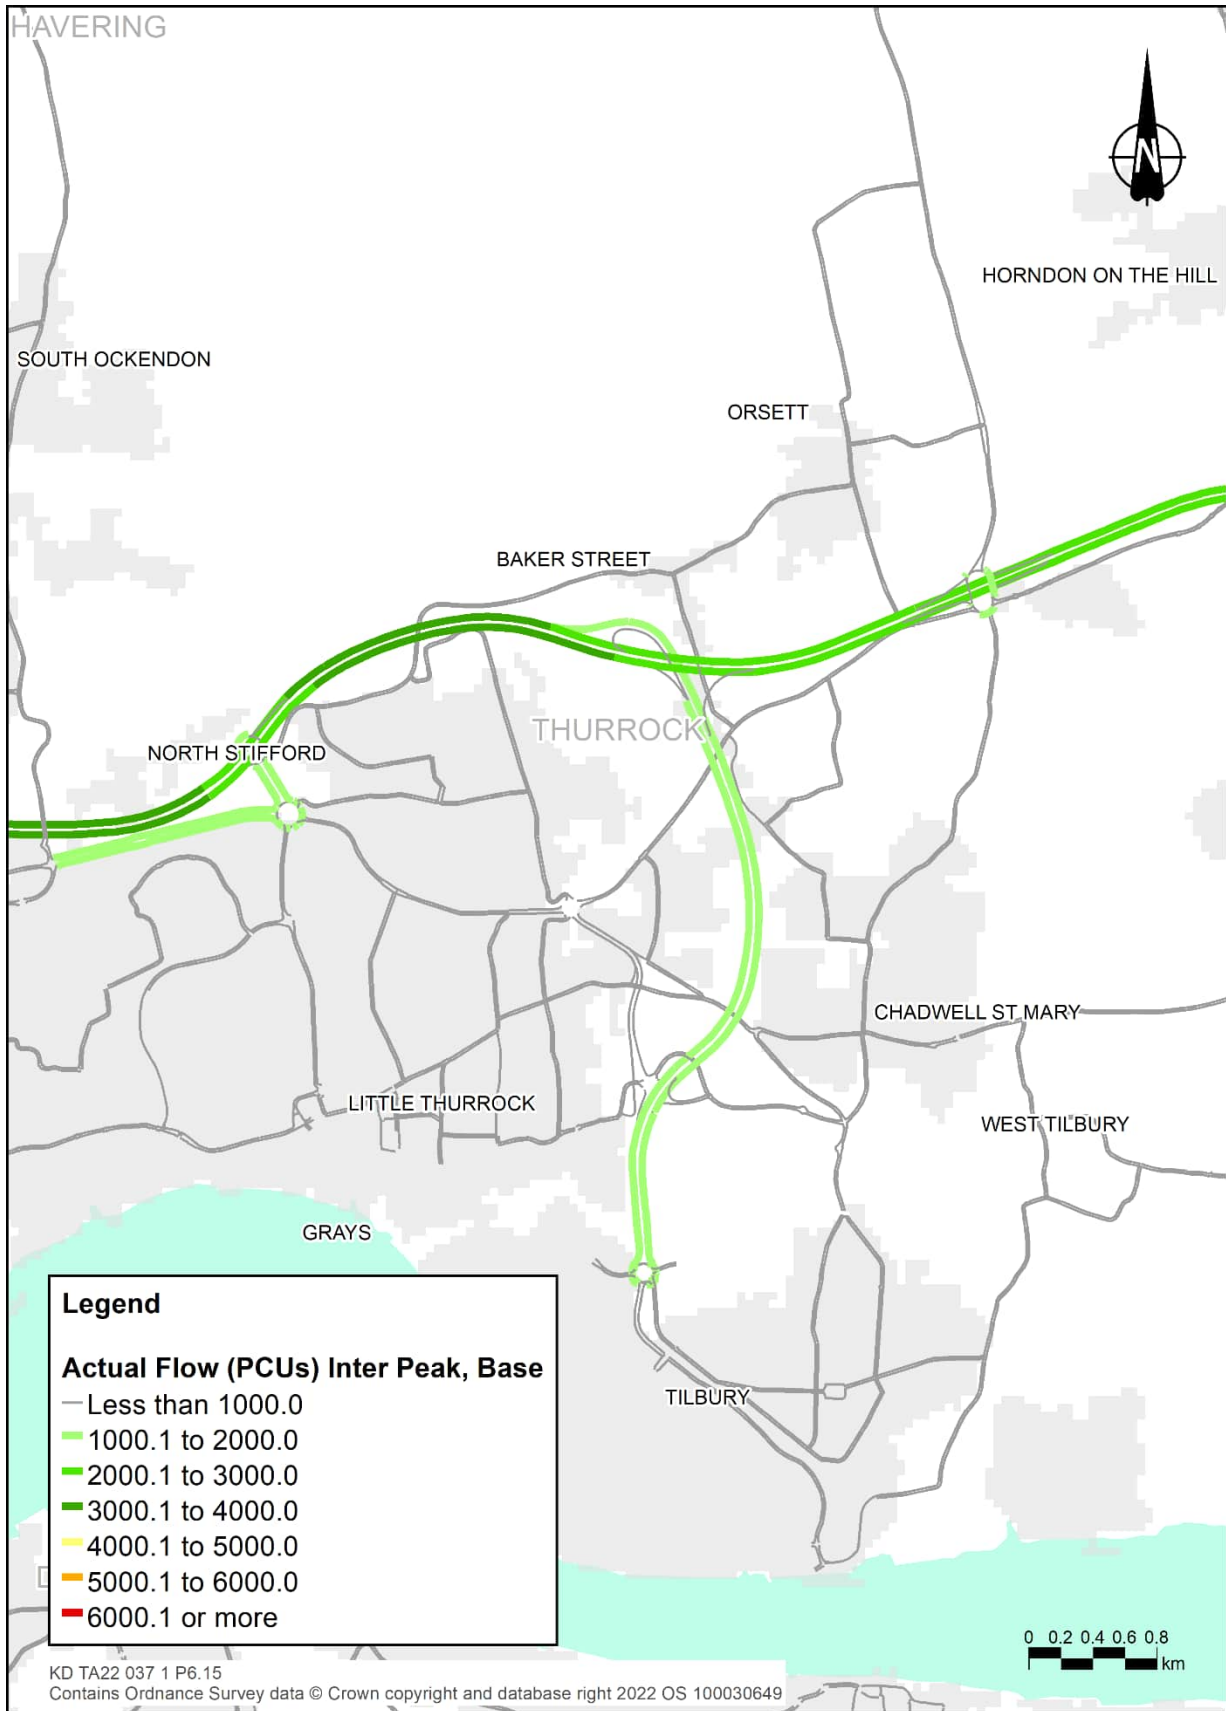 HAVERING
N
HORNDON ON THE HILL
SOUTH OCKENDON
ORSETT
BAKER STREET
THURROCK
NORTH STIFFORD
CHADWELL ST MARY
LITTLE THURROCK
WEST TILBURY
GRAYS
TILBURY
Legend
Actual Flow (PCUs) Inter Peak, Base
Less than 1000.0
1000.1 to 2000.0
2000.1 to 3000.0
3000.1 to 4000.0
4000.1 to 5000.0
5000.1 to 6000.0
6000.1 or more
0 0.2 0.4 0.6 0.8
km
KD TA22 037 1 P6.15
Contains Ordnance Survey data © Crown copyright and database right 2022 OS 100030649